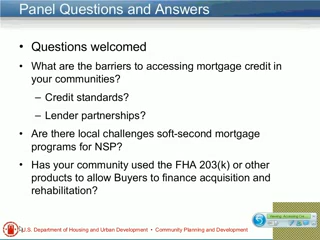 Panel Questions and Answers
• Questions welcomed
• What are the barriers to accessing mortgage credit in
your communities?
– Credit standards?
– Lender partnerships?
• Are there local challenges soft-second mortgage
programs for NSP?
• Has your community used the FHA 203(k) or other
products to allow Buyers to finance acquisition and
rehabilitation?
U.S. Department of Housing and Urban Development • Community Planning and Development